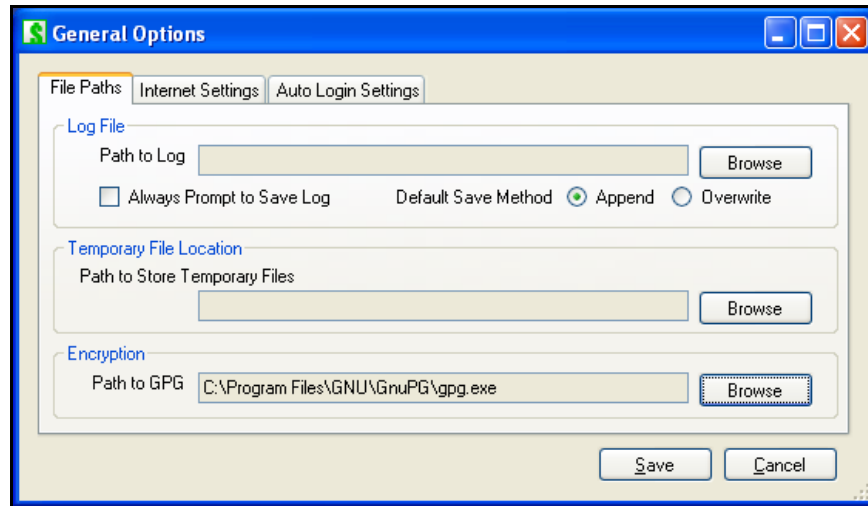 General Options
File Paths Internet Settings Auto Login Settings
Log File
Path to Log Browse
Always Prompt to Save Log Default Save Method Append Overwrite
Temporary File Location
Path to Store Temporary Files
Browse
Encryption
Path to GPG C:\Program Files\GNU\GnuPG\gpg.exe Browse
Save Cancel